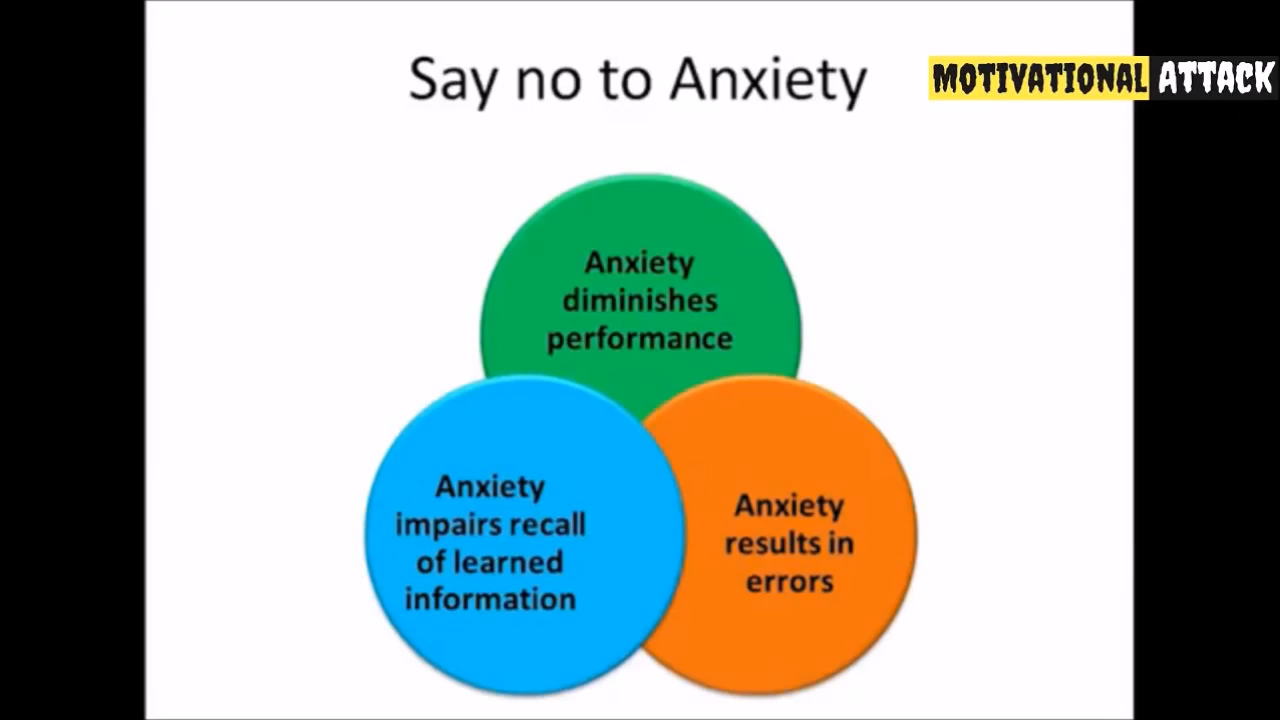 Say no to Anxiety
MOTIVATIONAL ATTACK
Anxiety
diminishes
performance
Anxiety
impairs recall
of learned
information
Anxiety
results in
errors